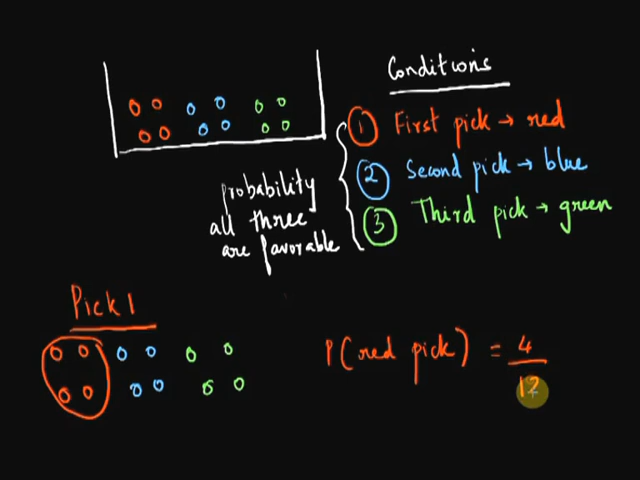 Conditions
1 First pick → red
2 Second pick → blue
3 Third pick → green
probability
all three
are favorable
Pick 1
P(red pick) = 4
12